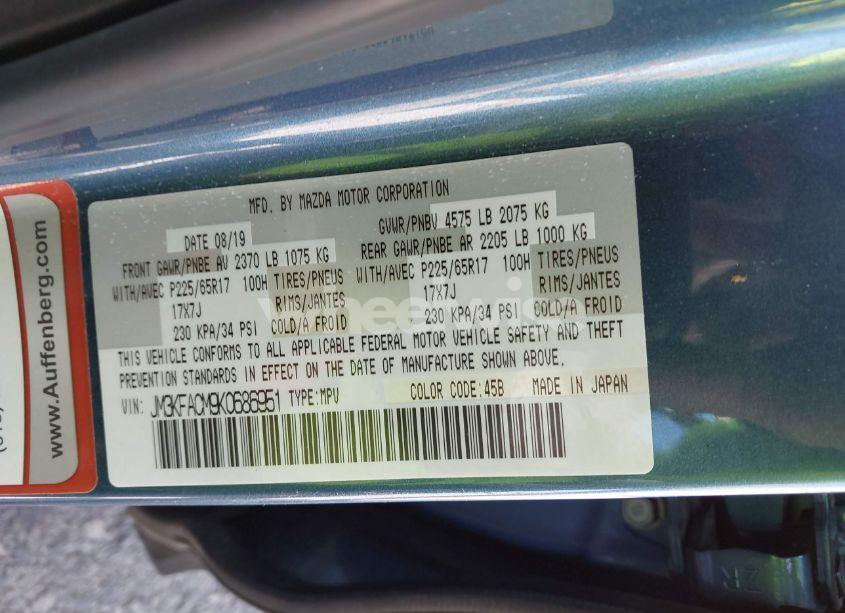 MFD. BY MAZDA MOTOR CORPORATION
DATE 08/19
GVWR/PNBV 4575 LB 2075 KG
FRONT GAWR/PNBE AV 2370 LB 1075 KG
REAR GAWR/PNBE AR 2205 LB 1000 KG
WITH/AVEC P225/65R17 100H TIRES/PNEUS
WITH/AVEC P225/65R17 100H TIRES/PNEUS
17X7J RIMS/JANTES
17X7J RIMS/JANTES
230 KPA/34 PSI COLD/A FROID
230 KPA/34 PSI COLD/A FROID
THIS VEHICLE CONFORMS TO ALL APPLICABLE FEDERAL MOTOR VEHICLE SAFETY AND THEFT
PREVENTION STANDARDS IN EFFECT ON THE DATE OF MANUFACTURE SHOWN ABOVE.
VIN: JM3KFACM9K0686951 TYPE:MPV COLOR CODE:45B MADE IN JAPAN
www.Auffenberg.com
wheelwise